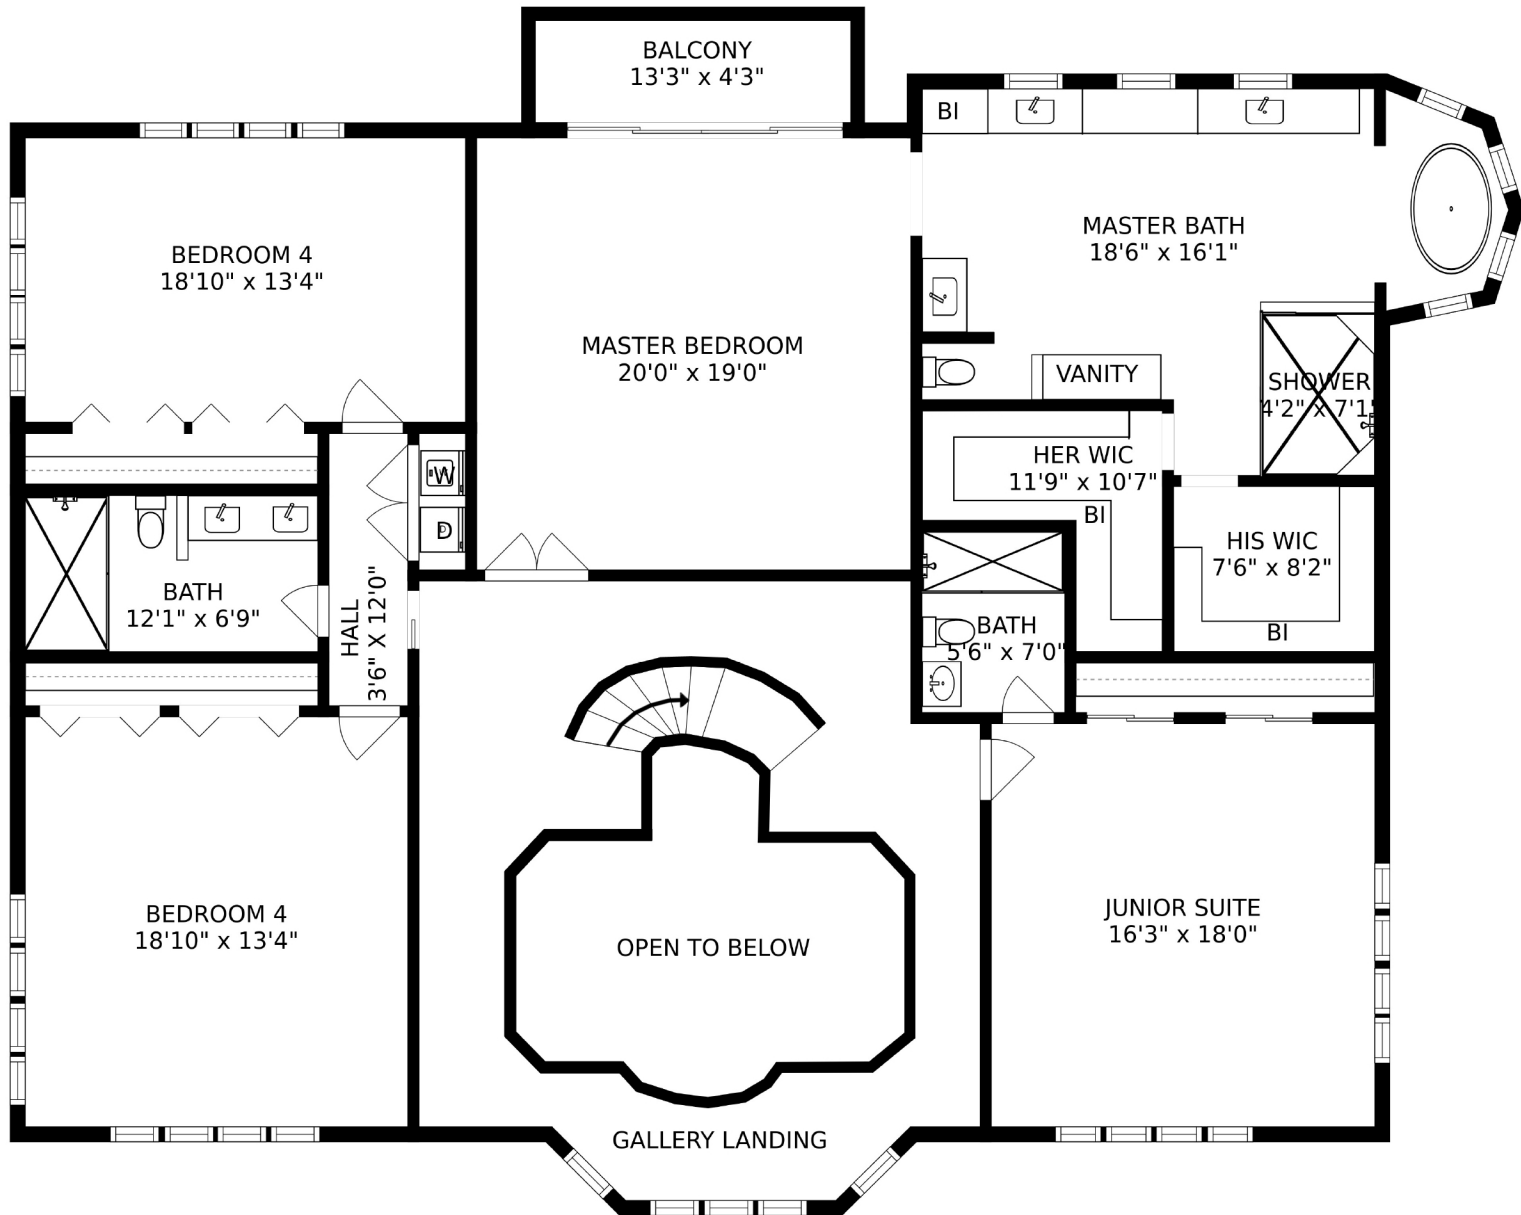 BALCONY
13'3" x 4'3"
BI
BEDROOM 4
18'10" x 13'4"
MASTER BATH
18'6" x 16'1"
MASTER BEDROOM
20'0" x 19'0"
VANITY
SHOWER
4'2" x 7'1"
W
D
HER WIC
11'9" x 10'7"
BI
HIS WIC
7'6" x 8'2"
BI
BATH
12'1" x 6'9"
HALL
3'6" X 12'0"
BATH
5'6" x 7'0"
BEDROOM 4
18'10" x 13'4"
OPEN TO BELOW
JUNIOR SUITE
16'3" x 18'0"
GALLERY LANDING